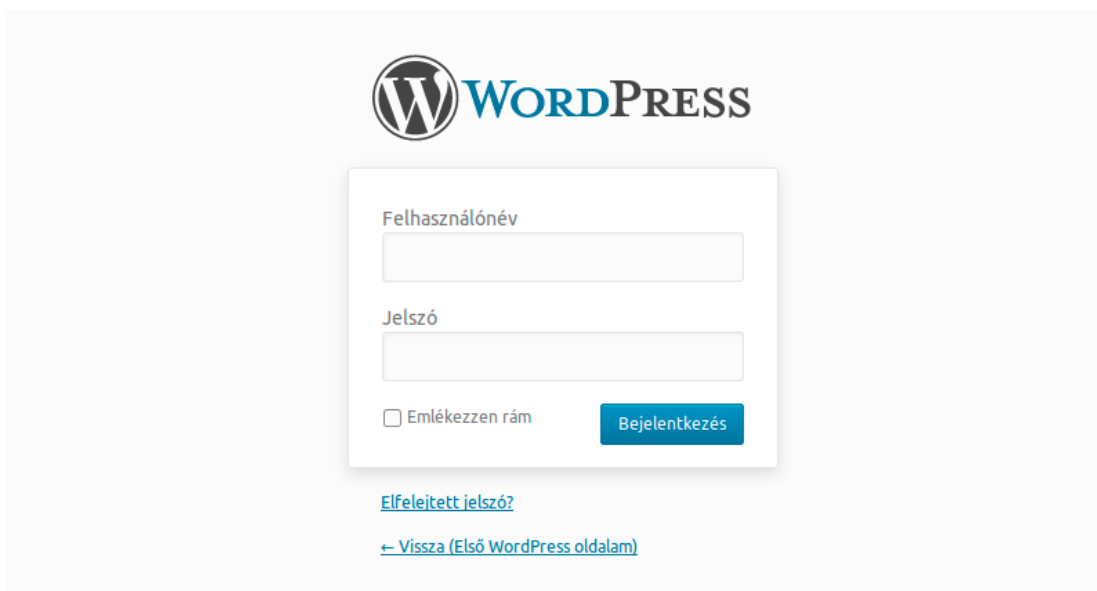 WORDPRESS
Felhasználónév
Jelszó
Emlékezzen rám
Bejelentkezés
Elfelejtett jelszó?
← Vissza (Első WordPress oldalam)